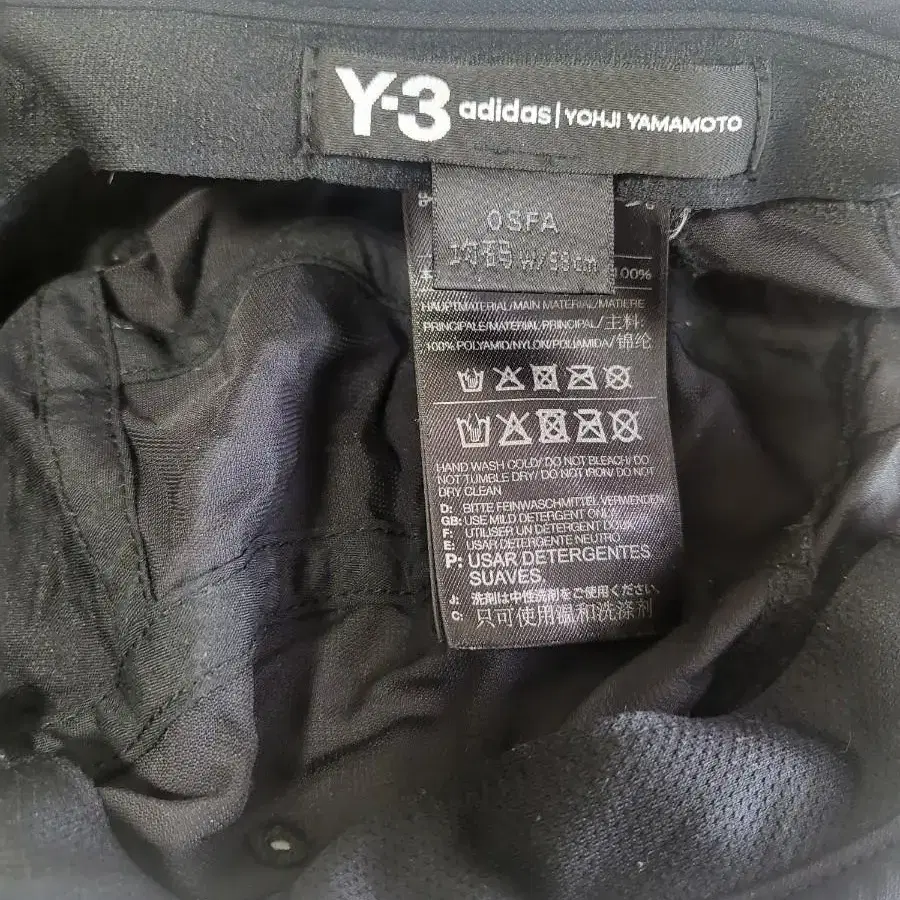 Y-3 adidas | YOHJI YAMAMOTO
OSFA
100%
HAUPTMATERIAL/MAIN MATERIAL/MATIERE
PRINCIPALE/MATERIAL PRINCIPAL/主料:
100% POLYAMID/NYLON/POLIAMIDA/锦纶
HAND WASH COLD/ DO NOT BLEACH/ DO
NOT TUMBLE DRY/ DO NOT IRON/ DO NOT
DRY CLEAN
D: BITTE FEINWASCHMITTEL VERWENDEN
GB: USE MILD DETERGENT ONLY
F: UTILISER UN DETERGENT DOUX
E: USAR DETERGENTE NEUTRO
P: USAR DETERGENTES
SUAVES.
J: 洗剤は中性洗剤をご使用ください
C: 只可使用温和洗涤剂